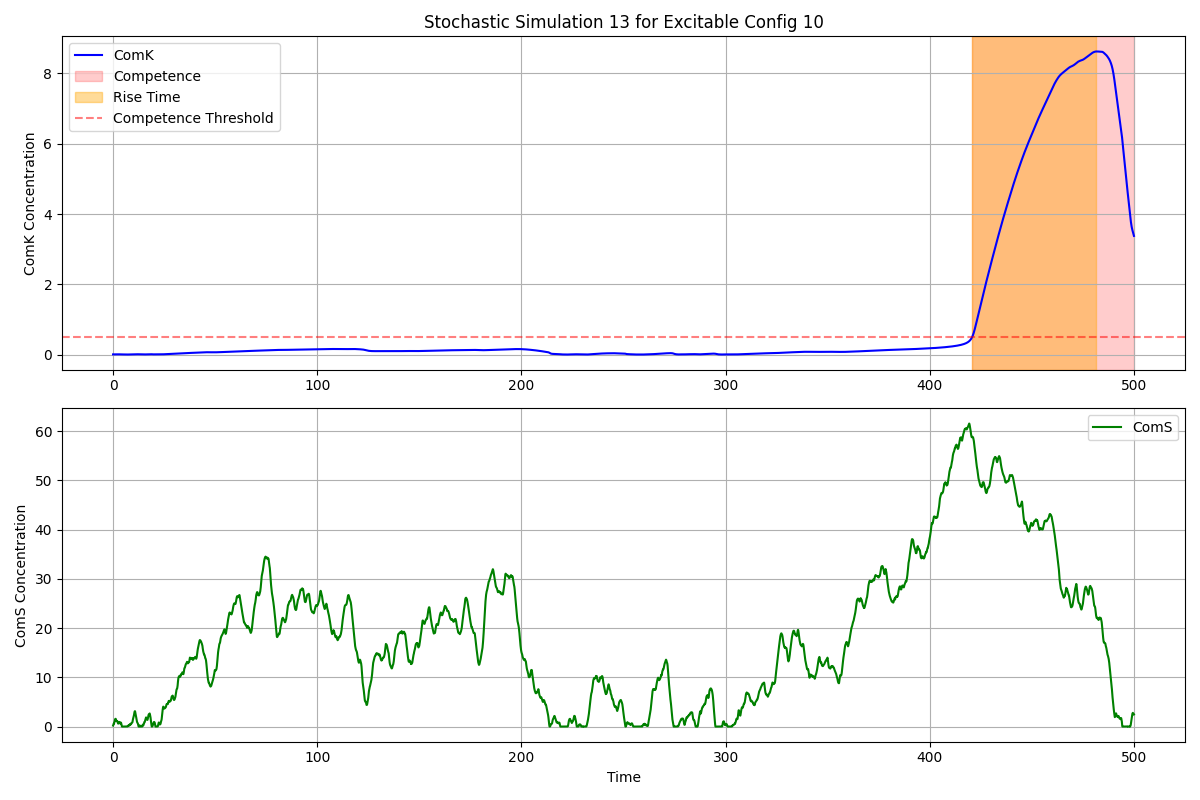 Stochastic Simulation 13 for Excitable Config 10
ComK
Competence
Rise Time
Competence Threshold
ComK Concentration
8
6
4
2
0
0 100 200 300 400 500
ComS
ComS Concentration
60
50
40
30
20
10
0
0 100 200 300 400 500
Time